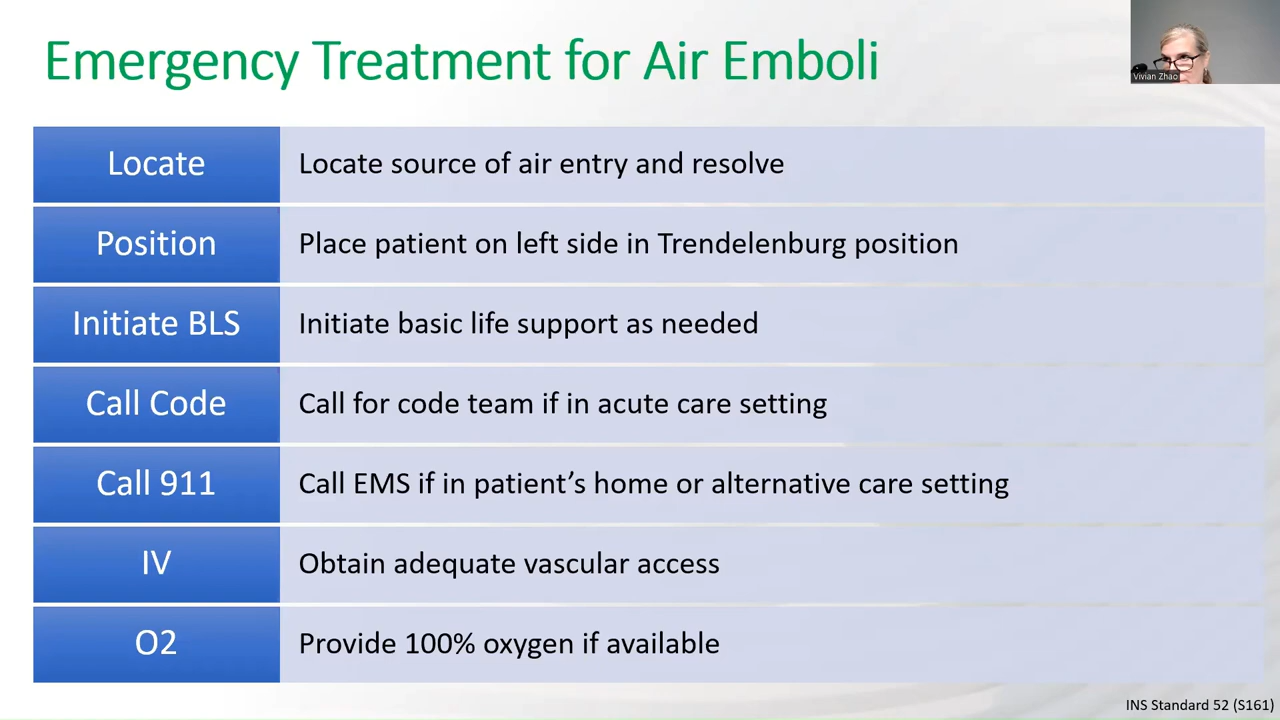 Emergency Treatment for Air Emboli
Vivian Zhao
Locate
Locate source of air entry and resolve
Position
Place patient on left side in Trendelenburg position
Initiate BLS
Initiate basic life support as needed
Call Code
Call for code team if in acute care setting
Call 911
Call EMS if in patient’s home or alternative care setting
IV
Obtain adequate vascular access
O2
Provide 100% oxygen if available
INS Standard 52 (S161)